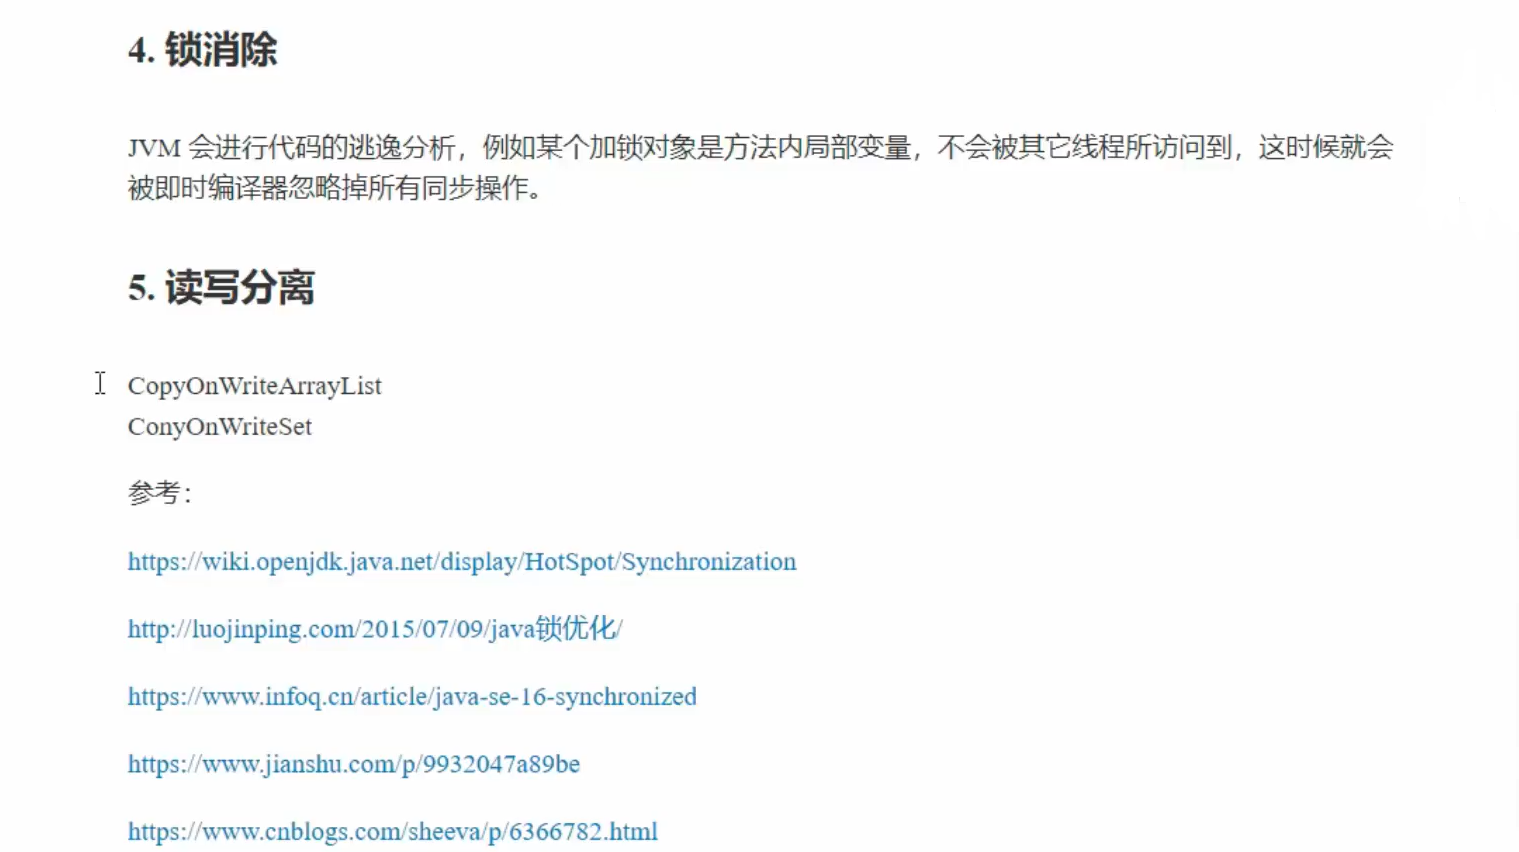 4. 锁消除
JVM 会进行代码的逃逸分析，例如某个加锁对象是方法内局部变量，不会被其它线程所访问到，这时候就会
被即时编译器忽略掉所有同步操作。
5. 读写分离
CopyOnWriteArrayList
ConyOnWriteSet
参考：
https://wiki.openjdk.java.net/display/HotSpot/Synchronization
http://luojinping.com/2015/07/09/java锁优化/
https://www.infoq.cn/article/java-se-16-synchronized
https://www.jianshu.com/p/9932047a89be
https://www.cnblogs.com/sheeva/p/6366782.html